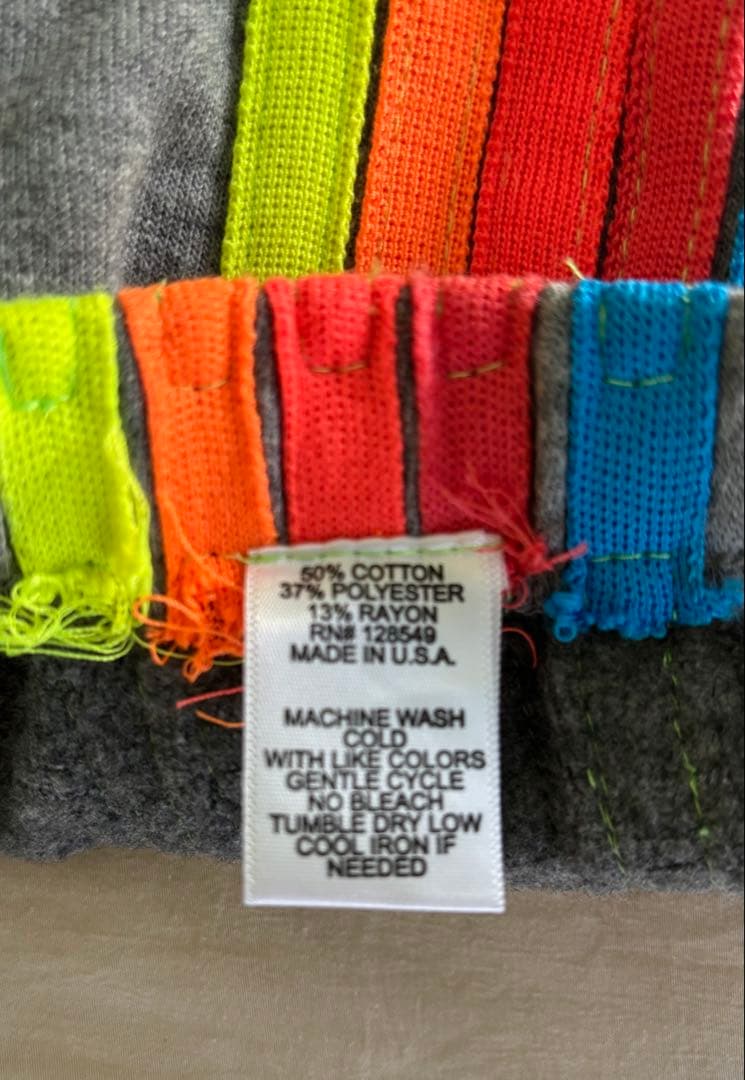 50% COTTON
37% POLYESTER
13% RAYON
RN# 128549
MADE IN U.S.A.
MACHINE WASH
COLD
WITH LIKE COLORS
GENTLE CYCLE
NO BLEACH
TUMBLE DRY LOW
COOL IRON IF
NEEDED